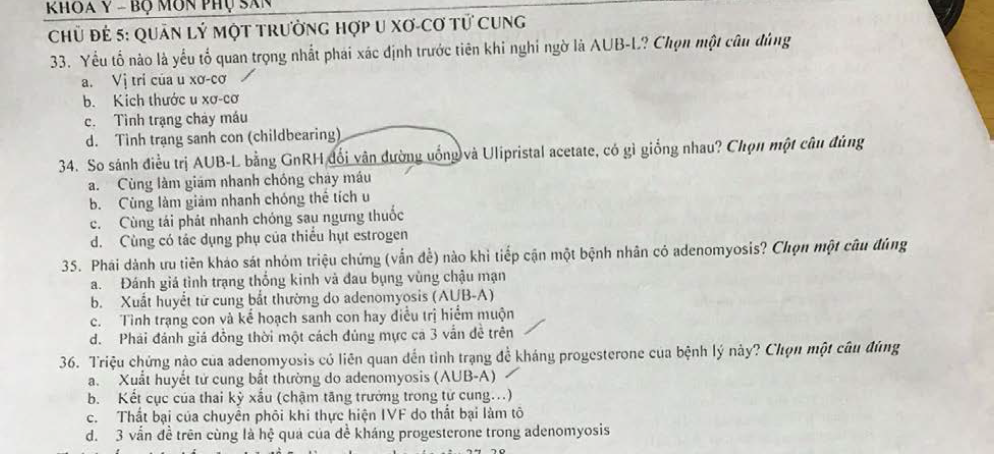 KHOA Y – BỘ MÔN PHỤ SẢN
CHỦ ĐỀ 5: QUẢN LÝ MỘT TRƯỜNG HỢP U XƠ-CƠ TỬ CUNG
33. Yếu tố nào là yếu tố quan trọng nhất phải xác định trước tiên khi nghi ngờ là AUB-L? Chọn một câu đúng
a. Vị trí của u xơ-cơ
b. Kích thước u xơ-cơ
c. Tình trạng chảy máu
d. Tình trạng sanh con (childbearing)
34. So sánh điều trị AUB-L bằng GnRH đối vận đường uống và Ulipristal acetate, có gì giống nhau? Chọn một câu đúng
a. Cùng làm giảm nhanh chóng chảy máu
b. Cùng làm giảm nhanh chóng thể tích u
c. Cùng tái phát nhanh chóng sau ngưng thuốc
d. Cùng có tác dụng phụ của thiếu hụt estrogen
35. Phải dành ưu tiên khảo sát nhóm triệu chứng (vấn đề) nào khi tiếp cận một bệnh nhân có adenomyosis? Chọn một câu đúng
a. Đánh giá tình trạng thống kinh và đau bụng vùng chậu mạn
b. Xuất huyết tử cung bất thường do adenomyosis (AUB-A)
c. Tình trạng con và kế hoạch sanh con hay điều trị hiếm muộn
d. Phải đánh giá đồng thời một cách đúng mực cả 3 vấn đề trên
36. Triệu chứng nào của adenomyosis có liên quan đến tình trạng đề kháng progesterone của bệnh lý này? Chọn một câu đúng
a. Xuất huyết tử cung bất thường do adenomyosis (AUB-A)
b. Kết cục của thai kỳ xấu (chậm tăng trưởng trong tử cung…)
c. Thất bại của chuyển phôi khi thực hiện IVF do thất bại làm tổ
d. 3 vấn đề trên cùng là hệ quả của đề kháng progesterone trong adenomyosis